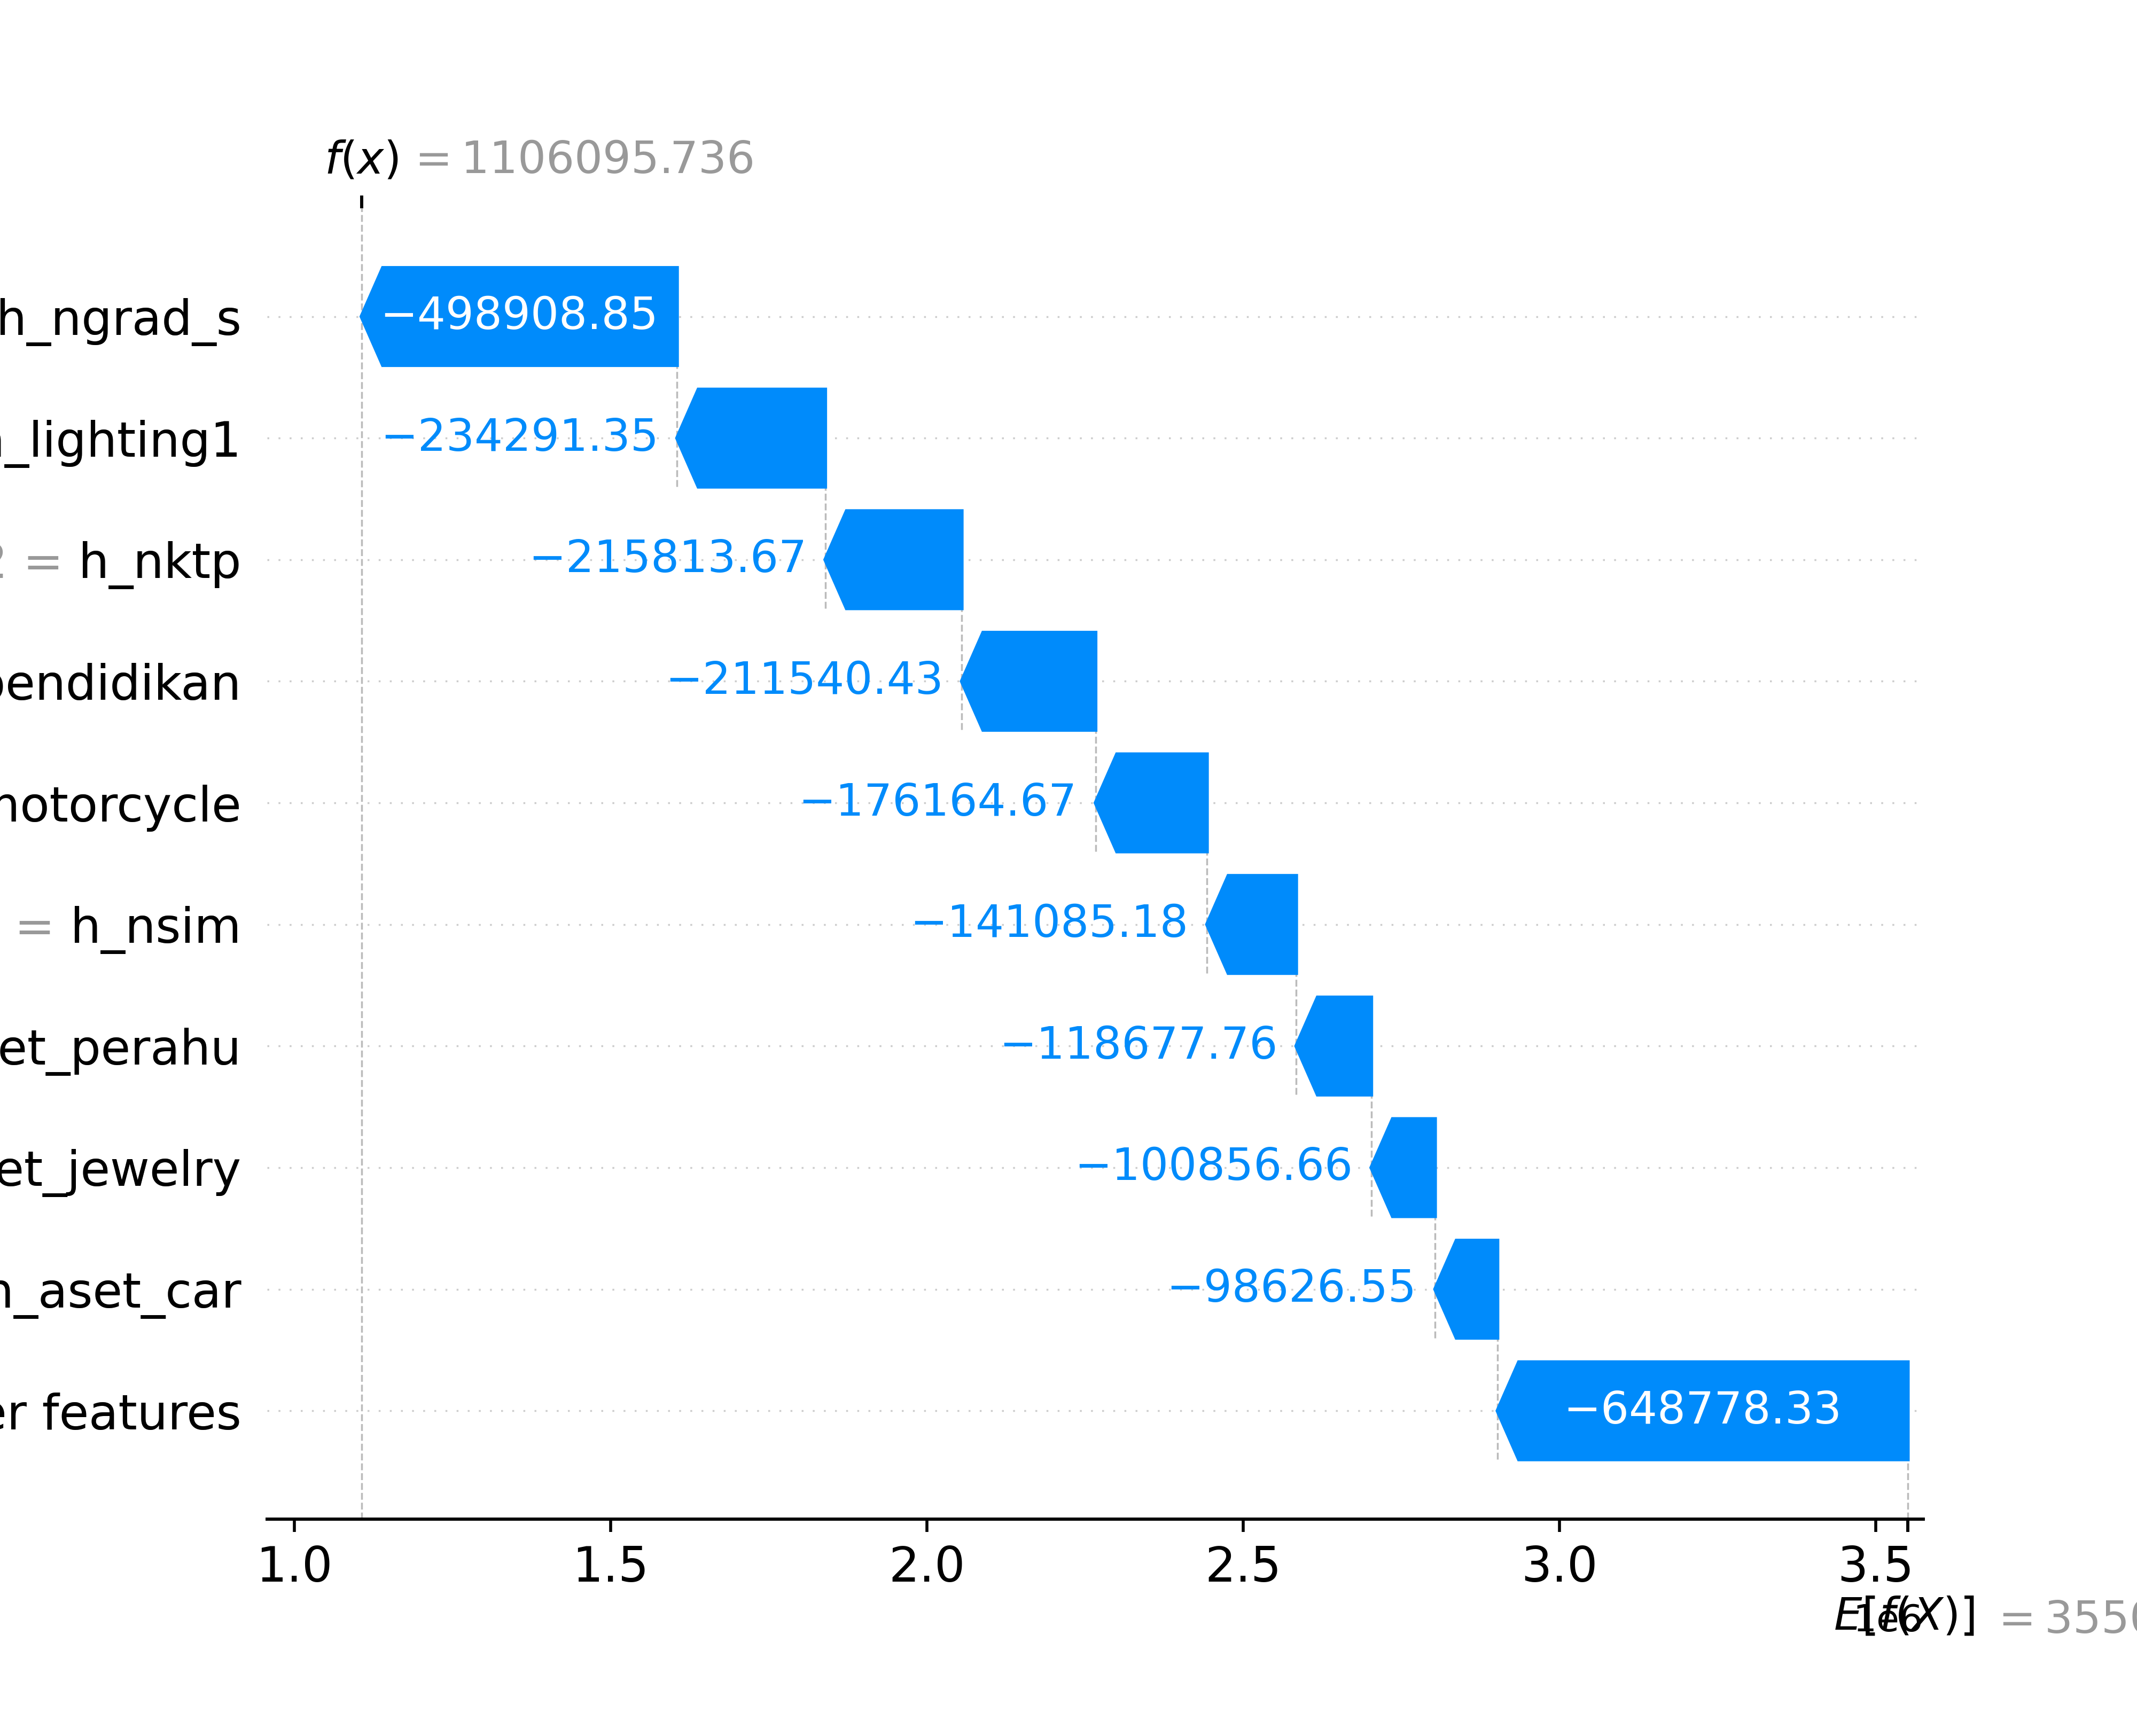 f(x) = 1106095.736
h_ngrad_s −498908.85
_lighting1 −234291.35
= h_nktp −215813.67
pendidikan −211540.43
motorcycle −176164.67
= h_nsim −141085.18
et_perahu −118677.76
et_jewelry −100856.66
_aset_car −98626.55
er features −648778.33
1.0 1.5 2.0 2.5 3.0 3.5
1e6
E[f(X)] = 3550